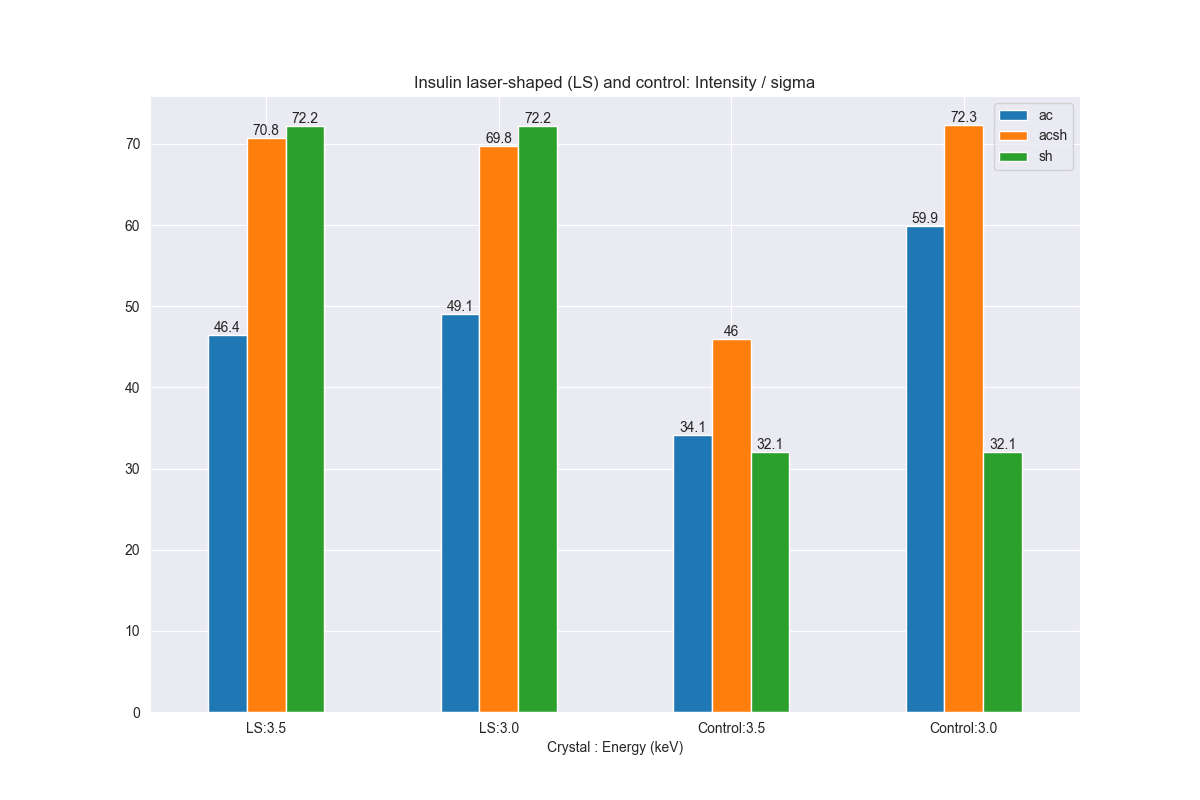 Insulin laser-shaped (LS) and control: Intensity / sigma
ac
acsh
sh
70
60
50
40
30
20
10
0
46.4
70.8
72.2
49.1
69.8
72.2
34.1
46
32.1
59.9
72.3
32.1
LS:3.5
LS:3.0
Control:3.5
Control:3.0
Crystal : Energy (keV)